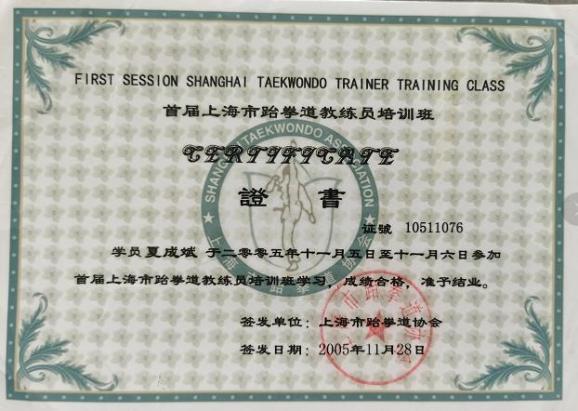 FIRST SESSION SHANGHAI TAEKWONDO TRAINER TRAINING CLASS
首届上海市跆拳道教练员培训班
SHANGHAI TAEKWONDO ASSOCIATION
CERTIFICATE
證 書
证號 10511076
学员 夏成斌 于二零零五年十一月五日至十一月六日参加
首届上海市跆拳道教练员培训班学习，成绩合格，准予结业。
签发单位：上海市跆拳道协会
签发日期：2005年11月28日